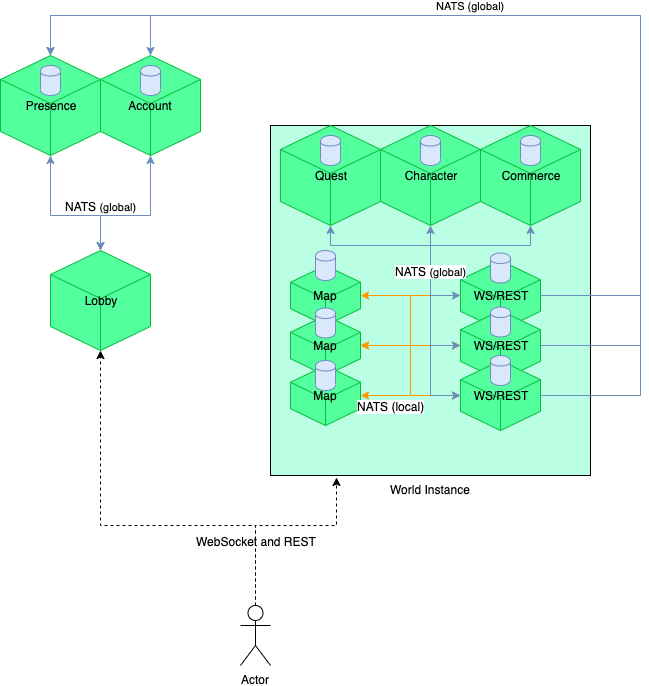 NATS (global)
Presence
Account
NATS (global)
Quest
Character
Commerce
NATS (global)
Lobby
Map
WS/REST
Map
WS/REST
Map
WS/REST
NATS (local)
World Instance
WebSocket and REST
Actor